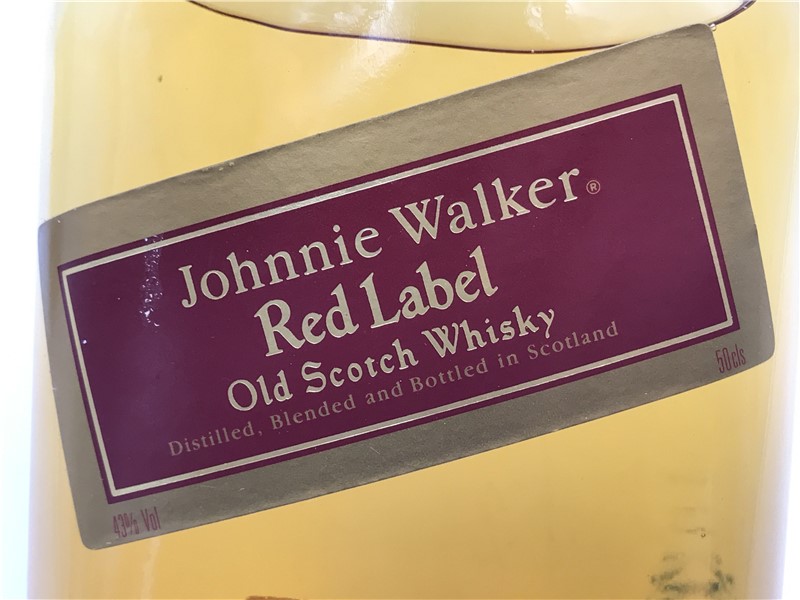 Johnnie Walker®
Red Label
Old Scotch Whisky
Distilled, Blended and Bottled in Scotland
50cls
43% Vol